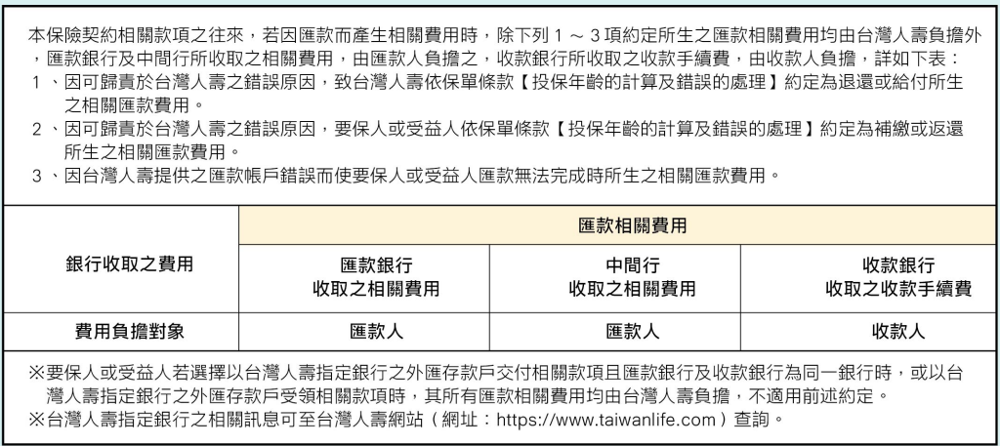 本保險契約相關款項之往來，若因匯款而產生相關費用時，除下列1～3項約定所生之匯款相關費用均由台灣人壽負擔外
，匯款銀行及中間行所收取之相關費用，由匯款人負擔之，收款銀行所收取之收款手續費，由收款人負擔，詳如下表：
1、因可歸責於台灣人壽之錯誤原因，致台灣人壽依保單條款【投保年齡的計算及錯誤的處理】約定為退還或給付所生
之相關匯款費用。
2、因可歸責於台灣人壽之錯誤原因，要保人或受益人依保單條款【投保年齡的計算及錯誤的處理】約定為補繳或返還
所生之相關匯款費用。
3、因台灣人壽提供之匯款帳戶錯誤而使要保人或受益人匯款無法完成時所生之相關匯款費用。
銀行收取之費用
匯款相關費用
匯款銀行
收取之相關費用
中間行
收取之相關費用
收款銀行
收取之收款手續費
費用負擔對象
匯款人
匯款人
收款人
※要保人或受益人若選擇以台灣人壽指定銀行之外匯存款戶交付相關款項且匯款銀行及收款銀行為同一銀行時，或以台
灣人壽指定銀行之外匯存款戶受領相關款項時，其所有匯款相關費用均由台灣人壽負擔，不適用前述約定。
※台灣人壽指定銀行之相關訊息可至台灣人壽網站（網址：https://www.taiwanlife.com）查詢。